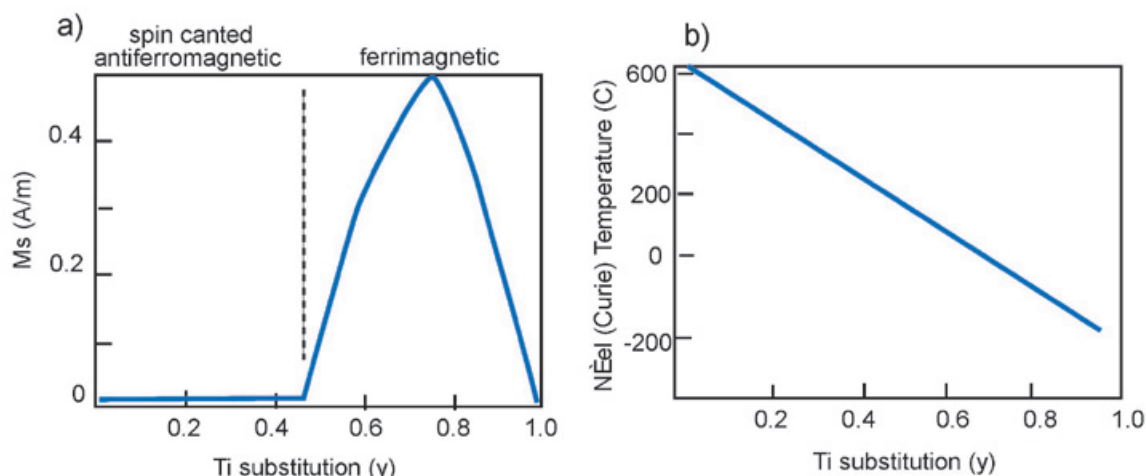 a)
spin canted
antiferromagnetic
ferrimagnetic
Ms (A/m)
0.4
0.2
0
0.2
0.4
0.6
0.8
1.0
Ti substitution (y)
b)
NÈel (Curie) Temperature (C)
600
200
0
-200
0.2
0.4
0.6
0.8
1.0
Ti substitution (y)